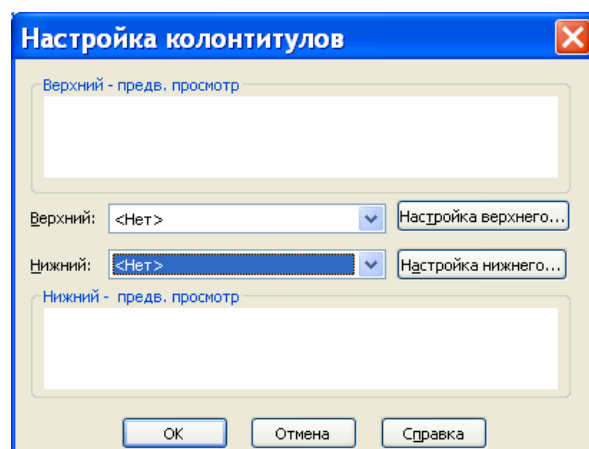 Настройка колонтитулов
Верхний - предв. просмотр
Верхний: <Нет> Настройка верхнего...
Нижний: <Нет> Настройка нижнего...
Нижний - предв. просмотр
ОК Отмена Справка